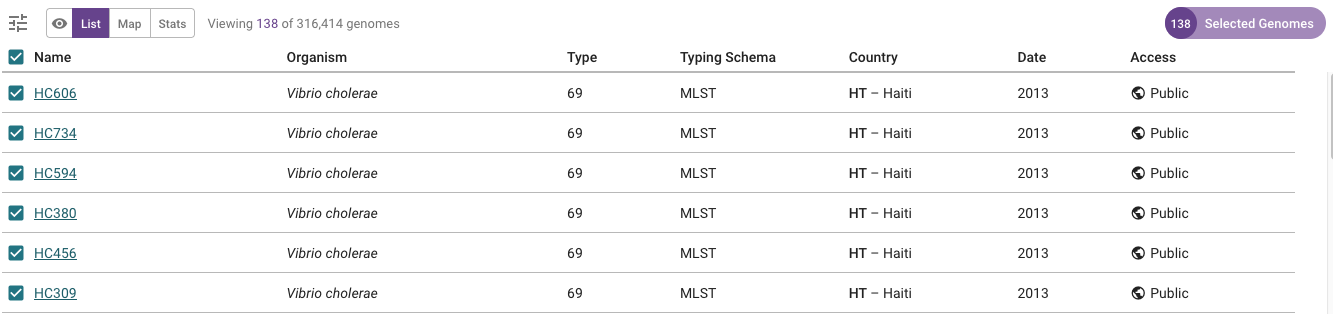 List Map Stats Viewing 138 of 316,414 genomes 138 Selected Genomes
Name Organism Type Typing Schema Country Date Access
HC606 Vibrio cholerae 69 MLST HT – Haiti 2013 Public
HC734 Vibrio cholerae 69 MLST HT – Haiti 2013 Public
HC594 Vibrio cholerae 69 MLST HT – Haiti 2013 Public
HC380 Vibrio cholerae 69 MLST HT – Haiti 2013 Public
HC456 Vibrio cholerae 69 MLST HT – Haiti 2013 Public
HC309 Vibrio cholerae 69 MLST HT – Haiti 2013 Public